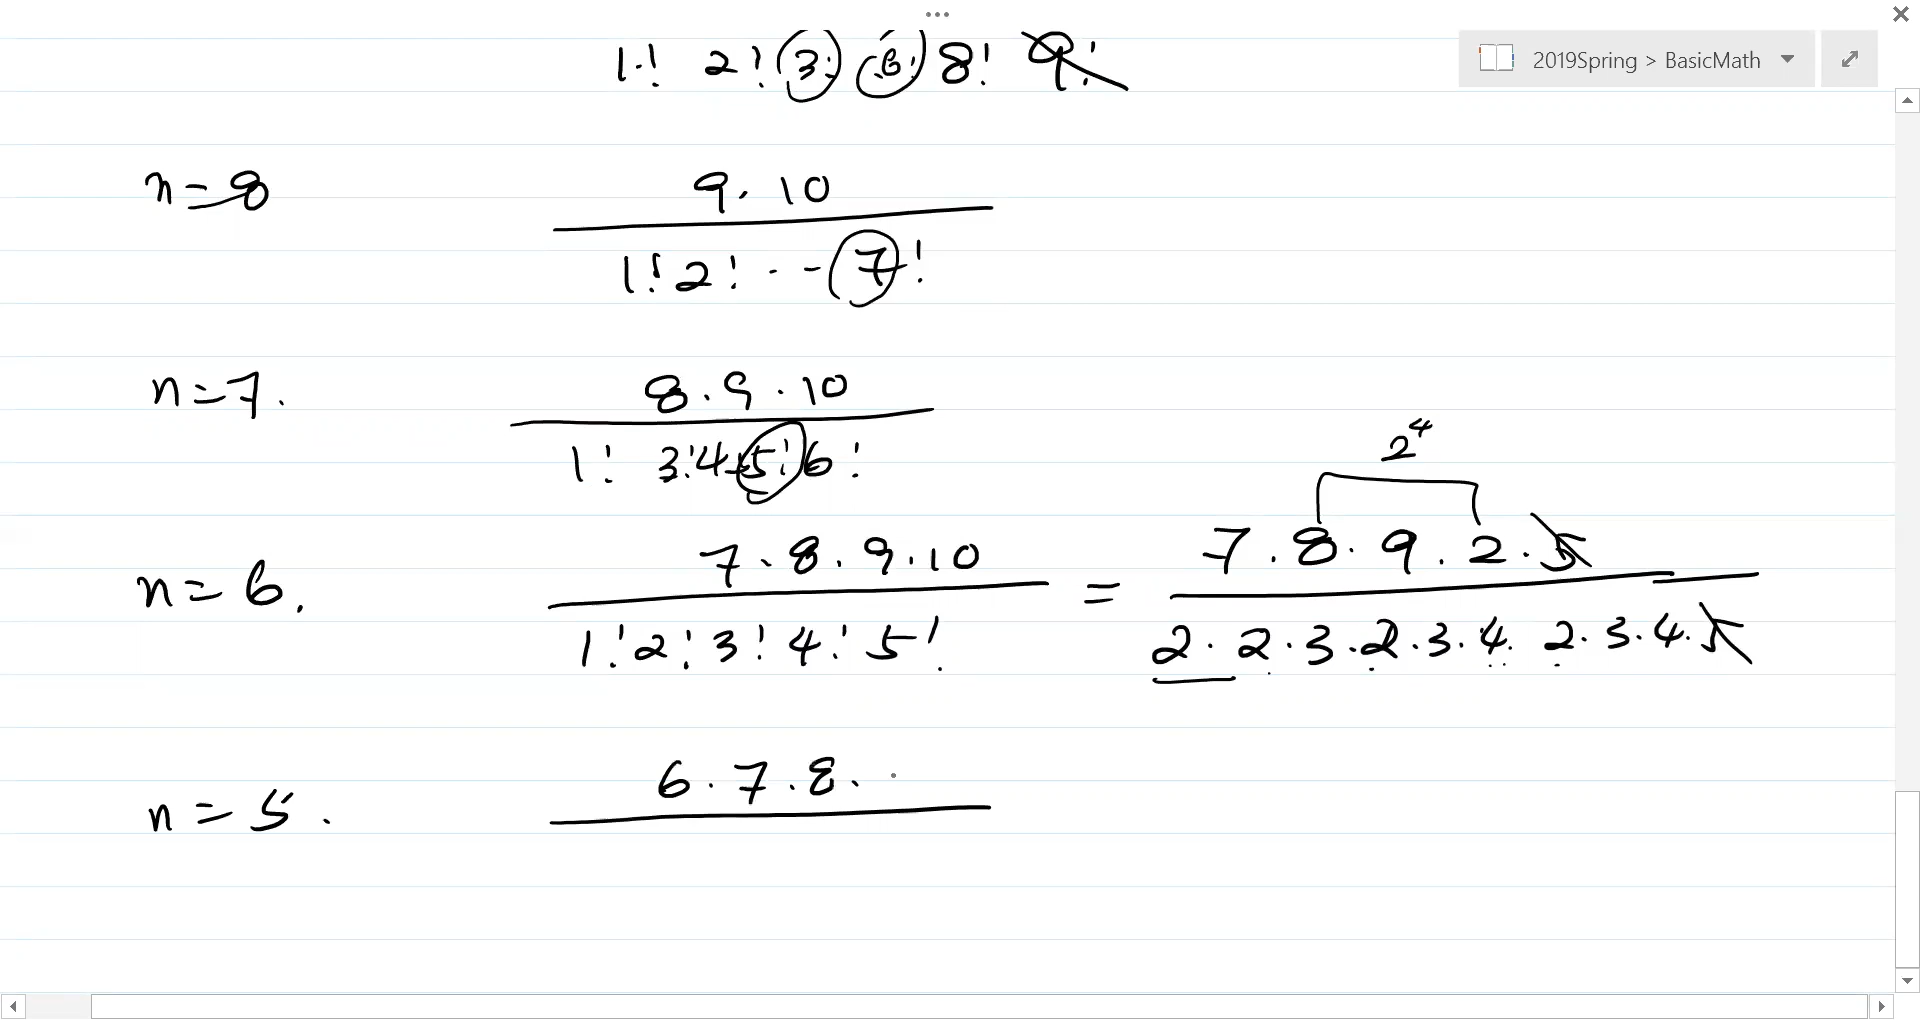 1! 2! 3! 6! 8! 9!
2019Spring > BasicMath
n=8 9. 10
1! 2! . . - 7!
n=7. 8.9.10
1! 3!4!5!6!
2^4
n=6. 7.8.9.10 = 7.8.9.2.5
1!2!3!4!5! 2.2.3.2.3.4. 2.3.4.5
n=5. 6.7.8.